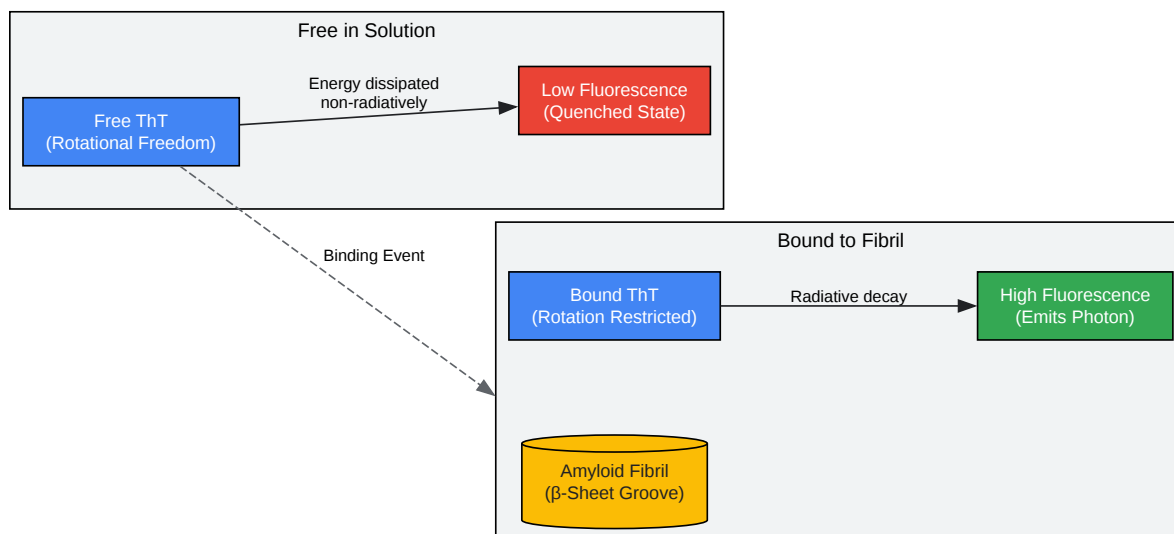 Free in Solution
Energy dissipated
non-radiatively
Low Fluorescence
(Quenched State)
Free ThT
(Rotational Freedom)
Binding Event
Bound to Fibril
Bound ThT
(Rotation Restricted)
Radiative decay
High Fluorescence
(Emits Photon)
Amyloid Fibril
(β-Sheet Groove)